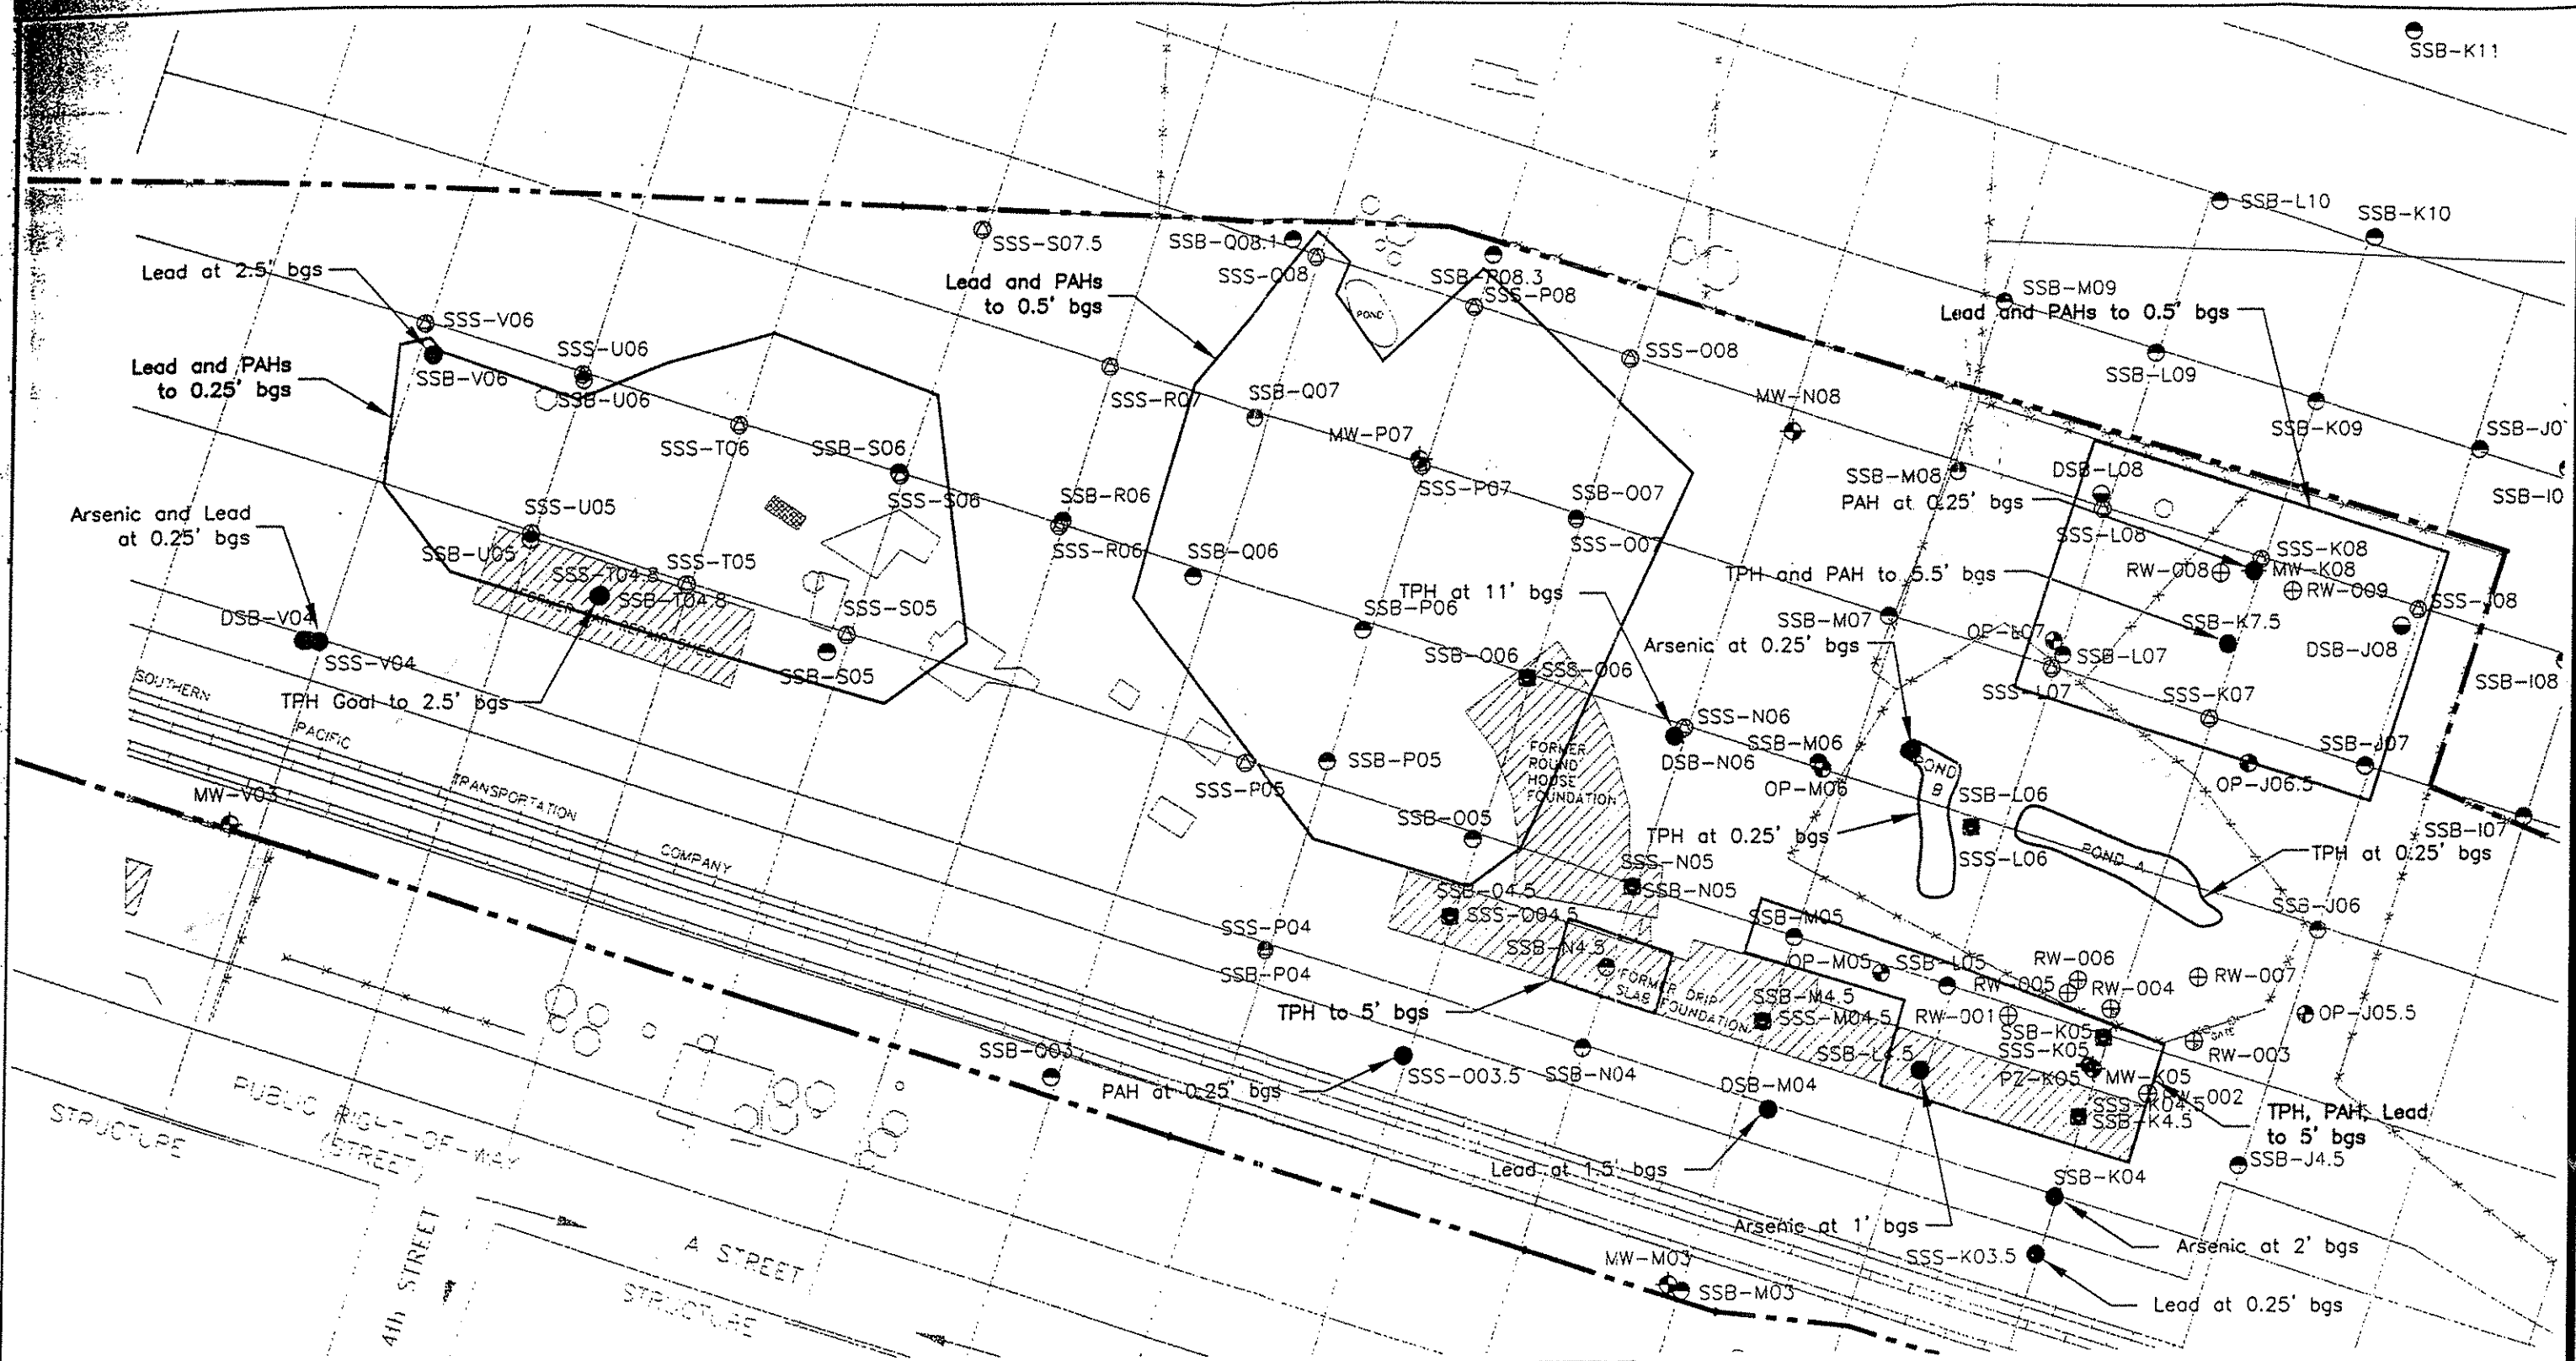 SSB-K11
SSB-L10
SSB-K10
SSS-S07.5
SSB-Q08.1
SSS-Q08
SSB-P08.3
SSS-P08
POND
Lead at 2.5' bgs
Lead and PAHs
to 0.5' bgs
SSB-M09
Lead and PAHs to 0.5' bgs
SSS-V06
SSB-V06
SSS-U06
SSB-U06
Lead and PAHs
to 0.25' bgs
SSS-O08
SSB-L09
SSB-K09
SSS-R07
SSB-Q07
MW-N08
SSS-T06
SSB-S06
SSS-S06
MW-P07
SSS-P07
SSB-M08
DSB-L08
SSS-L08
PAH at 0.25' bgs
Arsenic and Lead
at 0.25' bgs
SSS-U05
SSB-U05
SSB-R06
SSS-R06
SSB-Q06
SSB-O07
SSS-K08
MW-K08
RW-008
RW-009
SSS-J08
DSB-J08
SSS-T05
SSS-T04.8
SSB-T04.8
TPH at 11' bgs
TPH and PAH to 5.5' bgs
SSB-K7.5
DSB-V04
SSS-V04
SSS-S05
SSB-S05
SSB-P06
SSB-O06
SSS-O06
Arsenic at 0.25' bgs
SSB-M07
OP-L07
SSB-L07
SSS-L07
SSS-K07
SSB-I08
SOUTHERN
PACIFIC
TRANSPORTATION
COMPANY
TPH Goal to 2.5' bgs
SSS-N06
DSB-N06
SSB-M06
OP-M06
POND
B
SSB-J07
OP-J06.5
SSB-I07
MW-V03
SSS-P05
SSB-P05
FORMER
ROUND
HOUSE
FOUNDATION
SSB-O05
TPH at 0.25' bgs
SSB-L06
SSS-L06
POND A
TPH at 0.25' bgs
SSS-N05
SSB-N05
SSB-O4.5
SSS-O04.5
SSB-M05
SSB-J06
SSS-P04
SSB-P04
SSB-N4.5
FORMER DRIP
SLAB FOUNDATION
OP-M05
SSB-L05
RW-006
RW-005
RW-004
RW-007
TPH to 5' bgs
SSB-M4.5
SSS-M04.5
RW-001
OP-J05.5
SSB-K05
SSS-K05
GATE
RW-003
PZ-K05
MW-K05
RW-002
SSS-K04.5
SSB-K4.5
TPH, PAH, Lead
to 5' bgs
PAH at 0.25' bgs
SSS-O03.5
SSB-N04
DSB-M04
SSB-L4.5
SSB-J4.5
PUBLIC RIGHT-OF-WAY
(STREET)
STRUCTURE
Lead at 1.5' bgs
SSB-K04
Arsenic at 1' bgs
Arsenic at 2' bgs
4th STREET
A STREET
STRUCTURE
MW-M03
SSB-M03
SSS-K03.5
Lead at 0.25' bgs